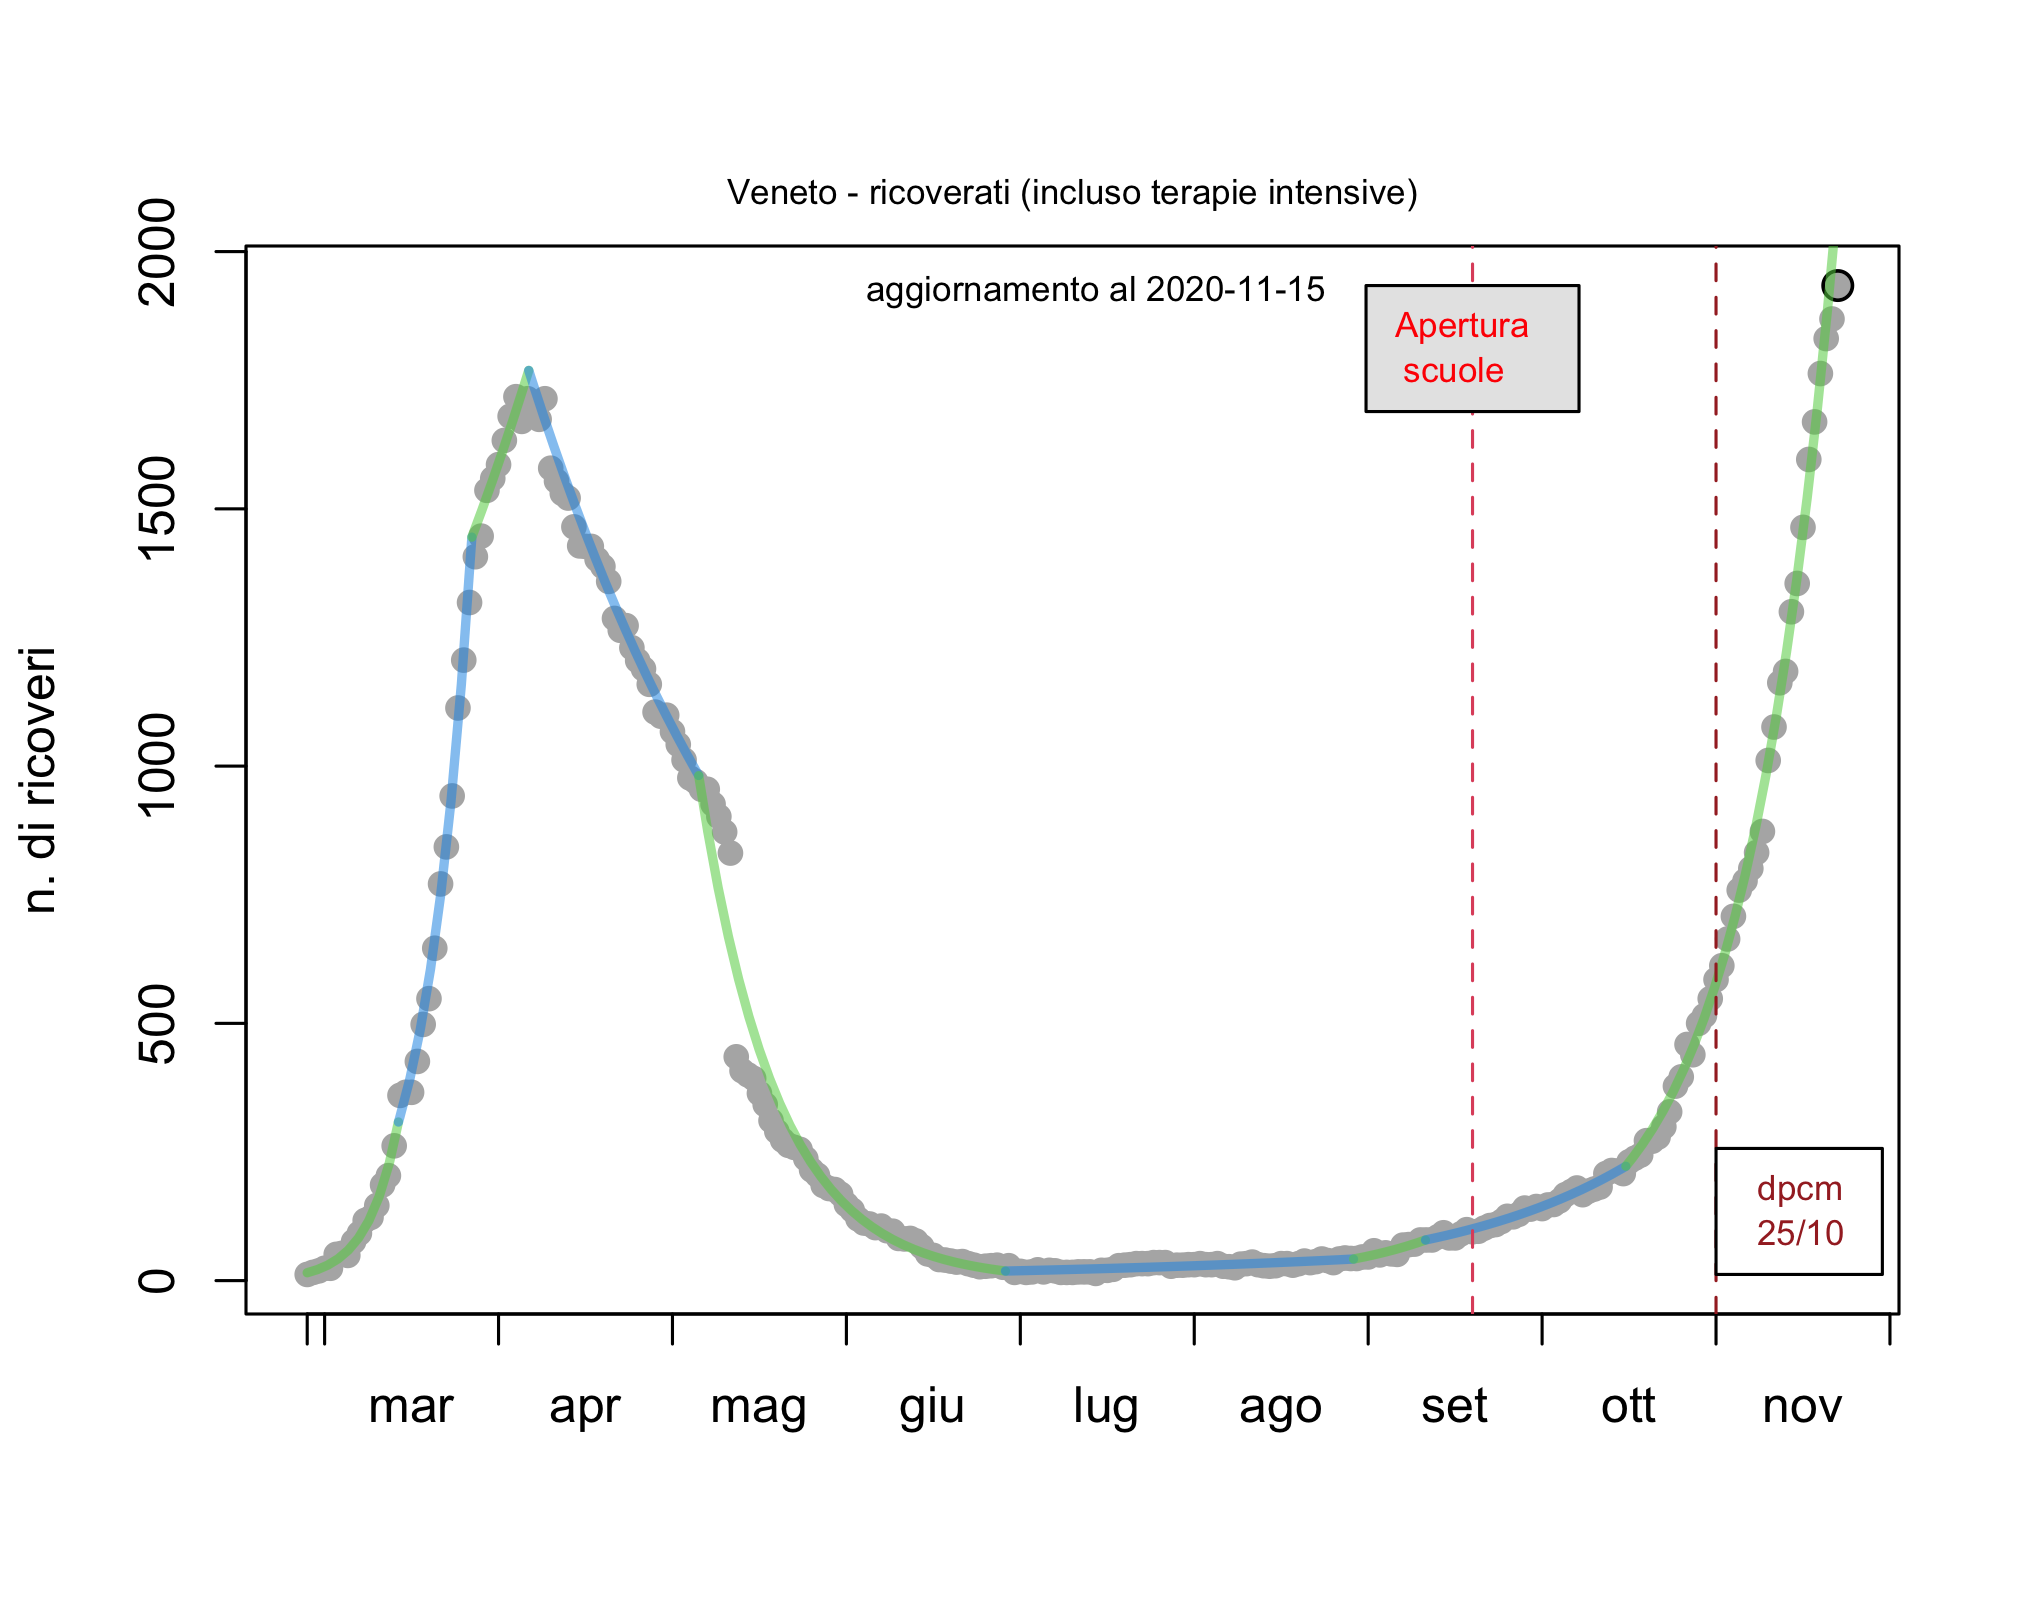 Veneto - ricoverati (incluso terapie intensive)
aggiornamento al 2020-11-15
Apertura
scuole
dpcm
25/10
n. di ricoveri
2000
1500
1000
500
0
mar apr mag giu lug ago set ott nov